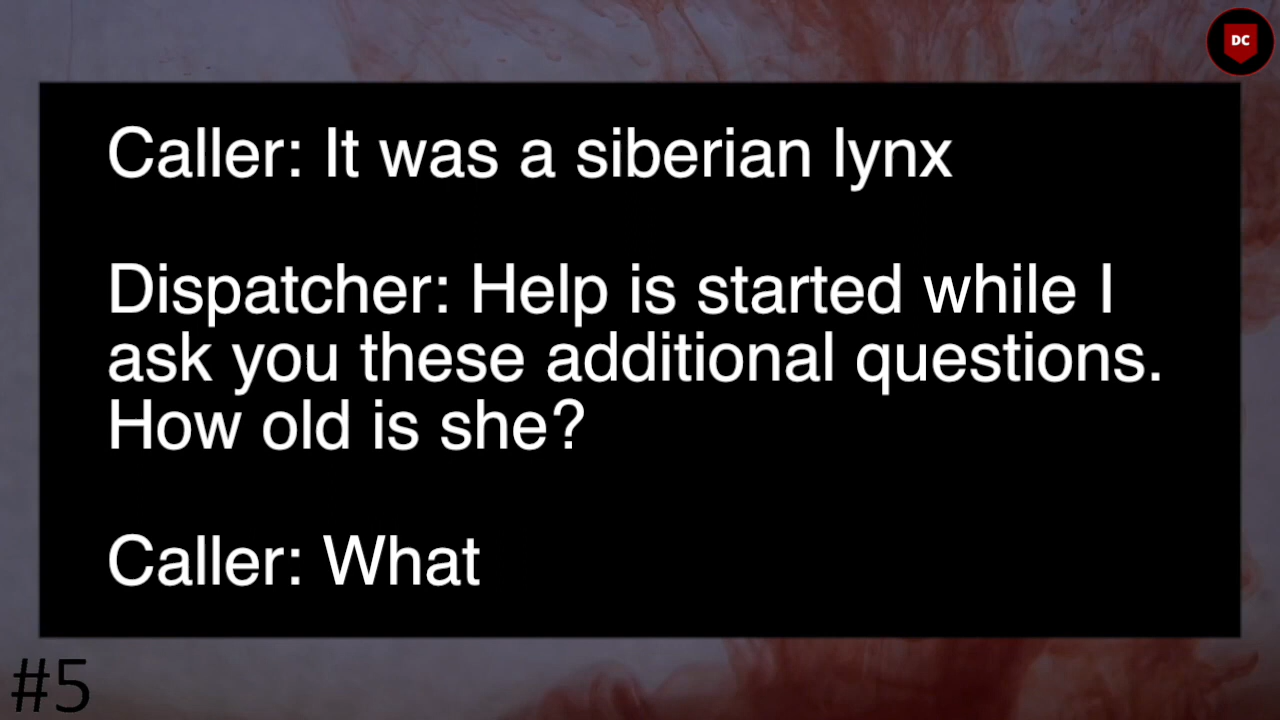 DC
Caller: It was a siberian lynx
Dispatcher: Help is started while I
ask you these additional questions.
How old is she?
Caller: What
#5